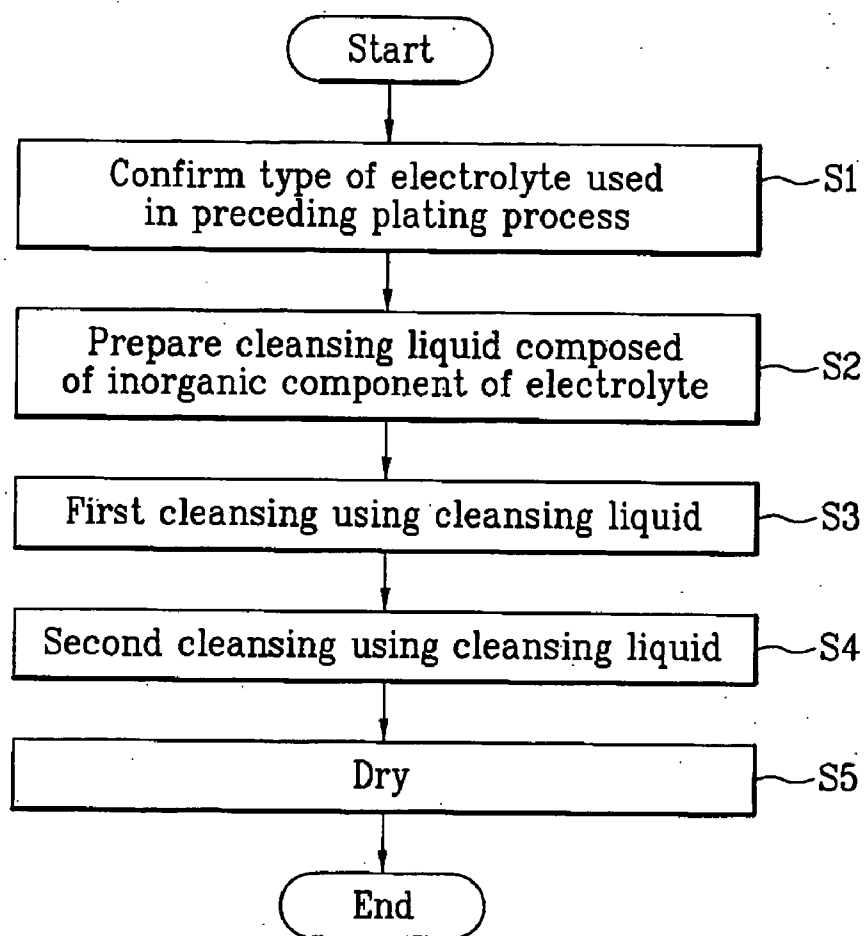 Start
Confirm type of electrolyte used
in preceding plating process
S1
Prepare cleansing liquid composed
of inorganic component of electrolyte
S2
First cleansing using cleansing liquid
S3
Second cleansing using cleansing liquid
S4
Dry
S5
End